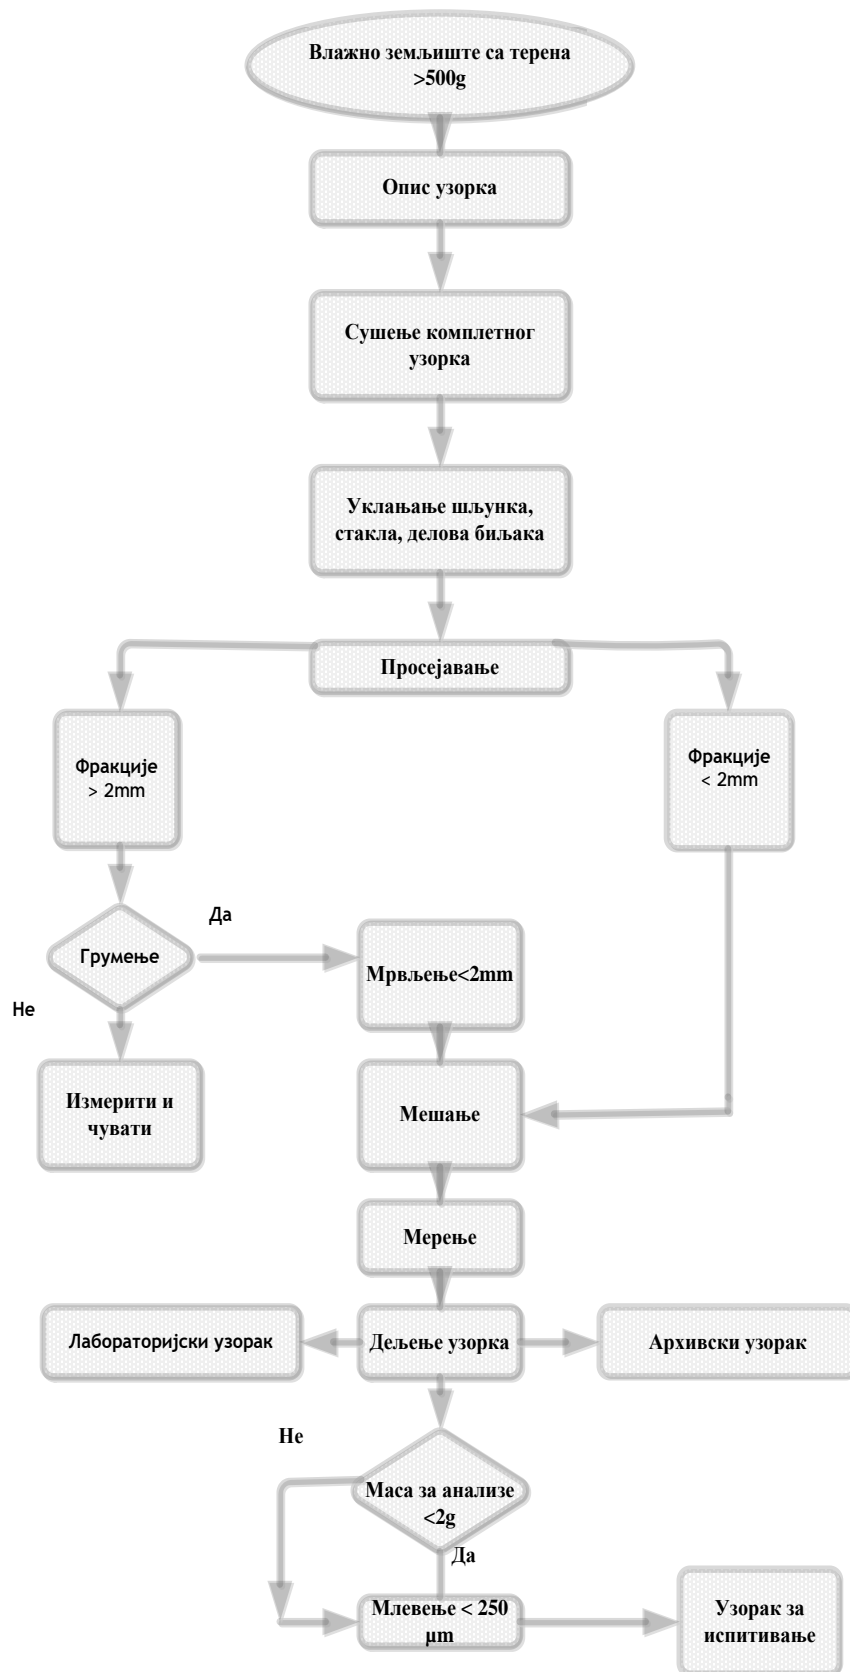 Влажно земљиште са терена
>500g
Опис узорка
Сушење комплетног
узорка
Уклањање шљунка,
стакла, делова биљака
Просејавање
Фракције
> 2mm
Фракције
< 2mm
Да
Грумење
Мрвљење<2mm
Не
Измерити и
чувати
Мешање
Мерење
Лабораторијски узорак
Дељење узорка
Архивски узорак
Не
Маса за анализе
<2g
Да
Млевење < 250
µm
Узорак за
испитивање